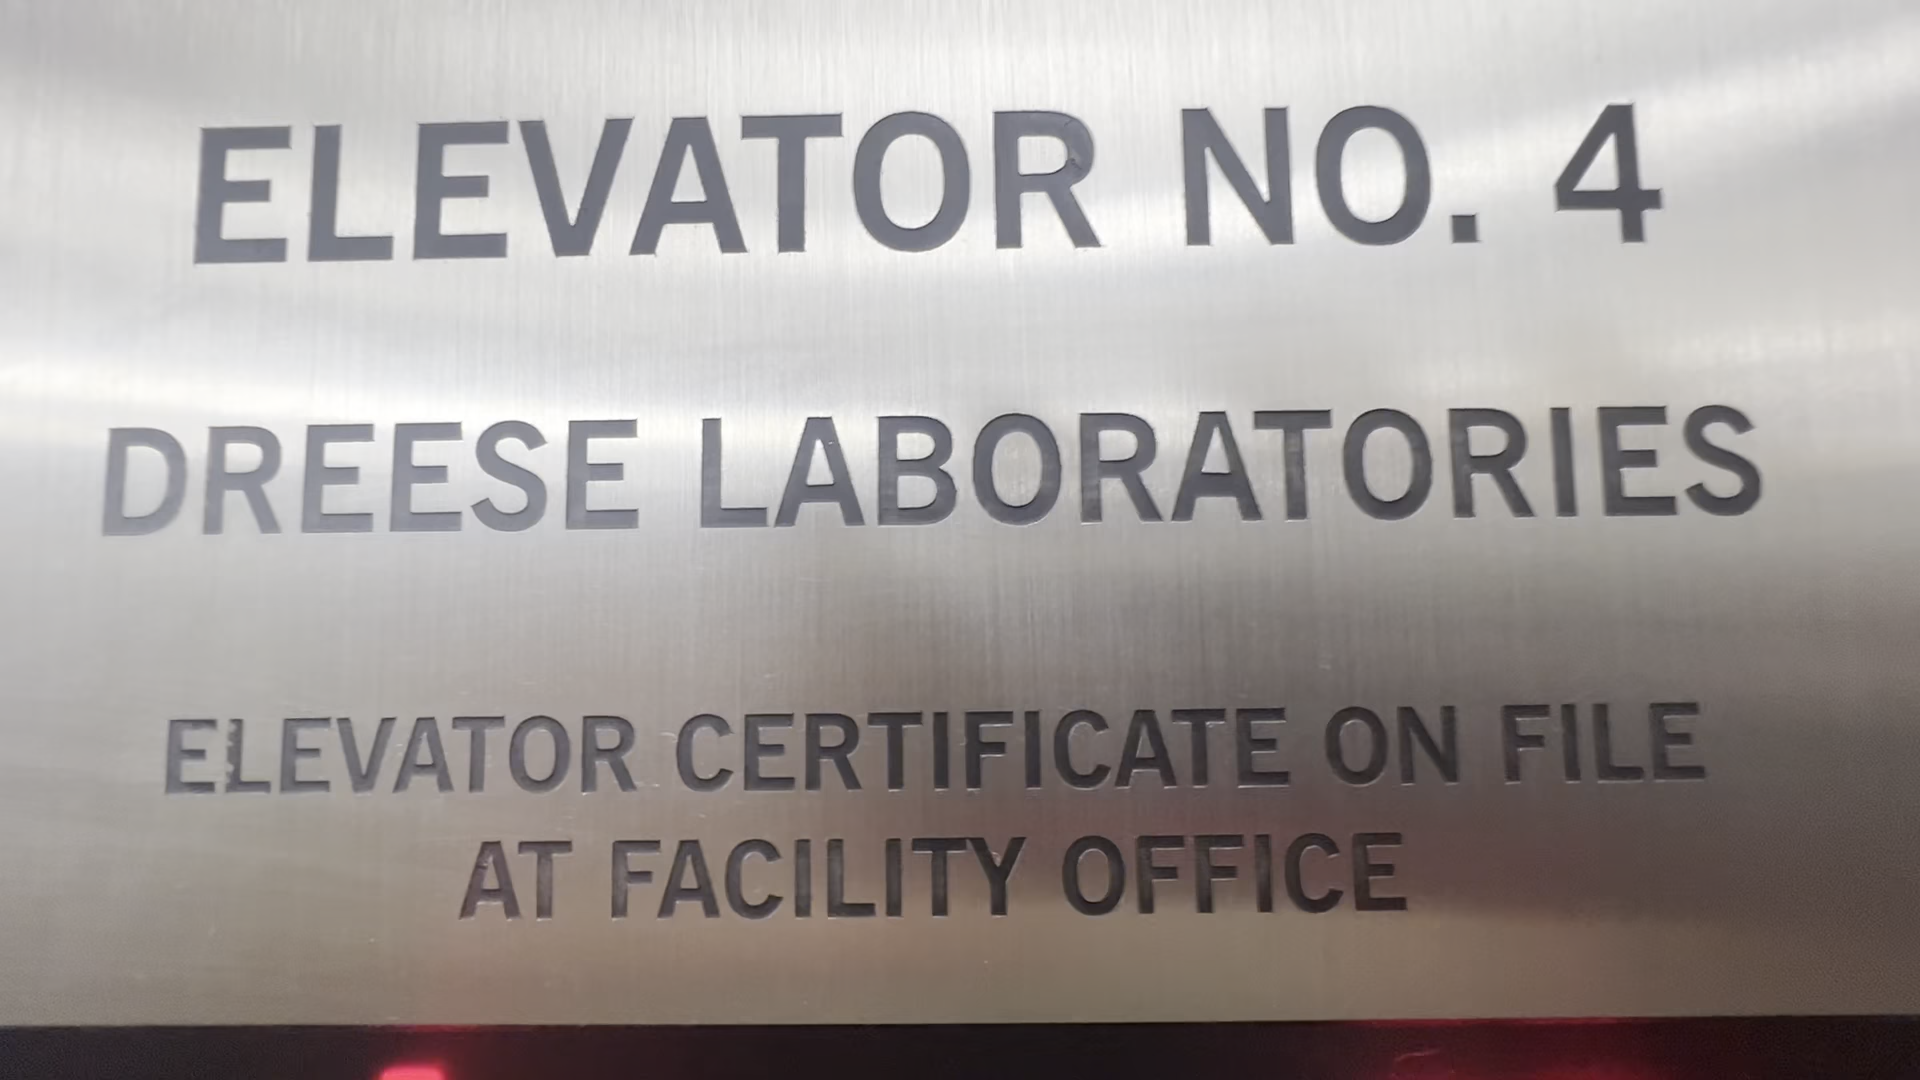 ELEVATOR NO. 4
DREESE LABORATORIES
ELEVATOR CERTIFICATE ON FILE
AT FACILITY OFFICE